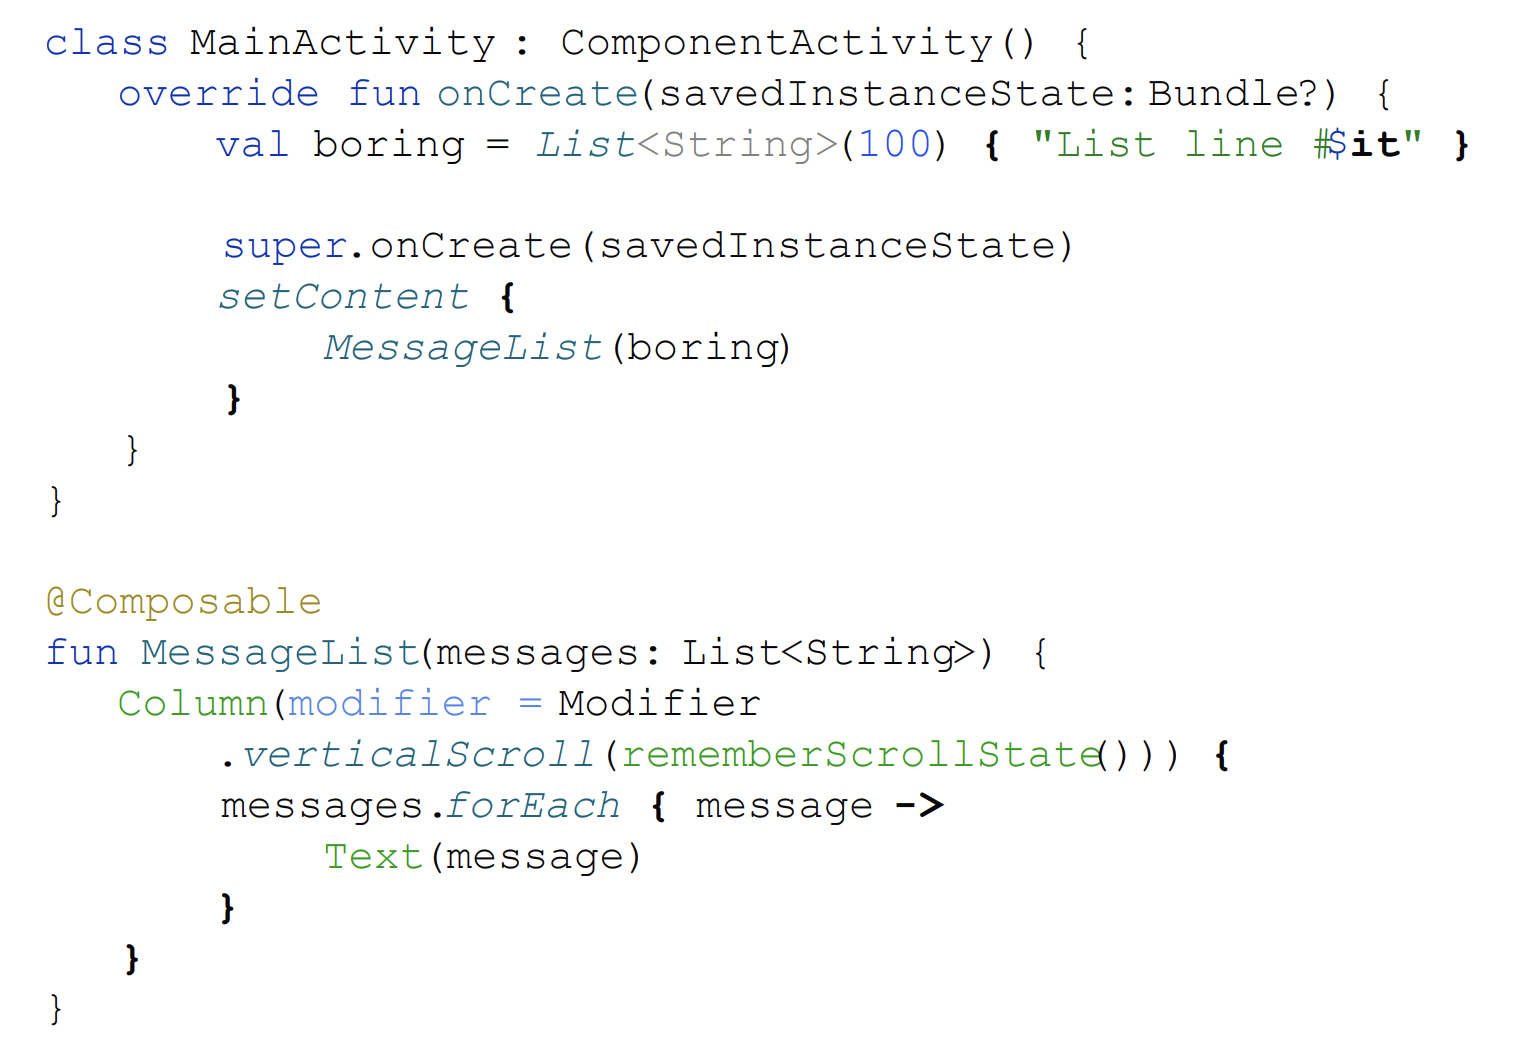 class MainActivity : ComponentActivity() {
override fun onCreate(savedInstanceState:Bundle?) {
val boring = List<String>(100) { "List line #$it" }
super.onCreate(savedInstanceState)
setContent {
MessageList(boring)
}
}
}
@Composable
fun MessageList(messages: List<String>) {
Column(modifier = Modifier
.verticalScroll(rememberScrollState())) {
messages.forEach { message ->
Text(message)
}
}
}